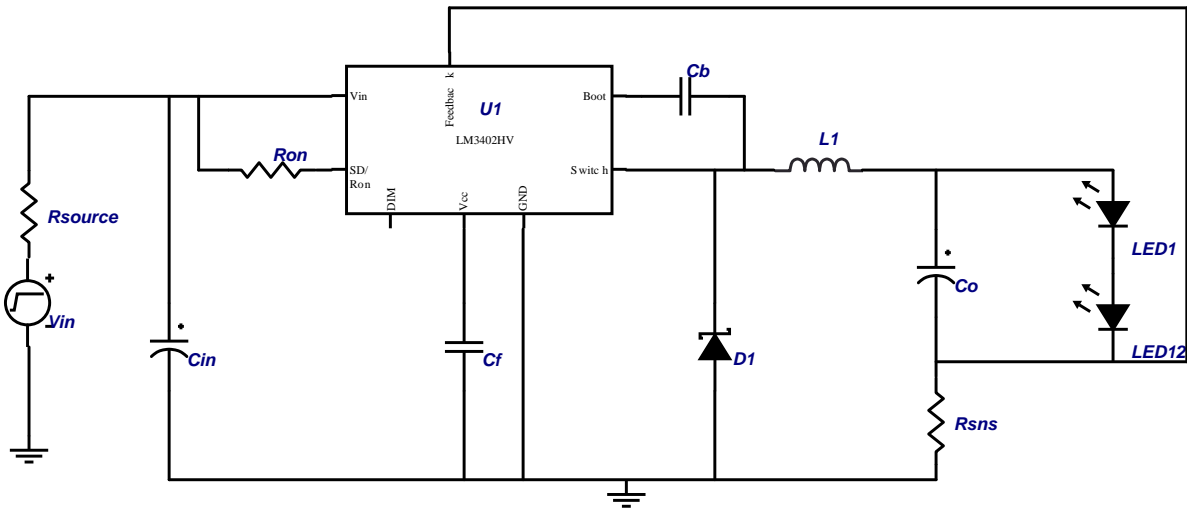 Cb
Feedbac k
Vin
U1
Boot
LM3402HV
L1
Ron
SD/
Ron
Switc h
DIM
Vcc
GND
Rsource
LED1
+
Co
Vin
Cin
Cf
D1
LED12
Rsns